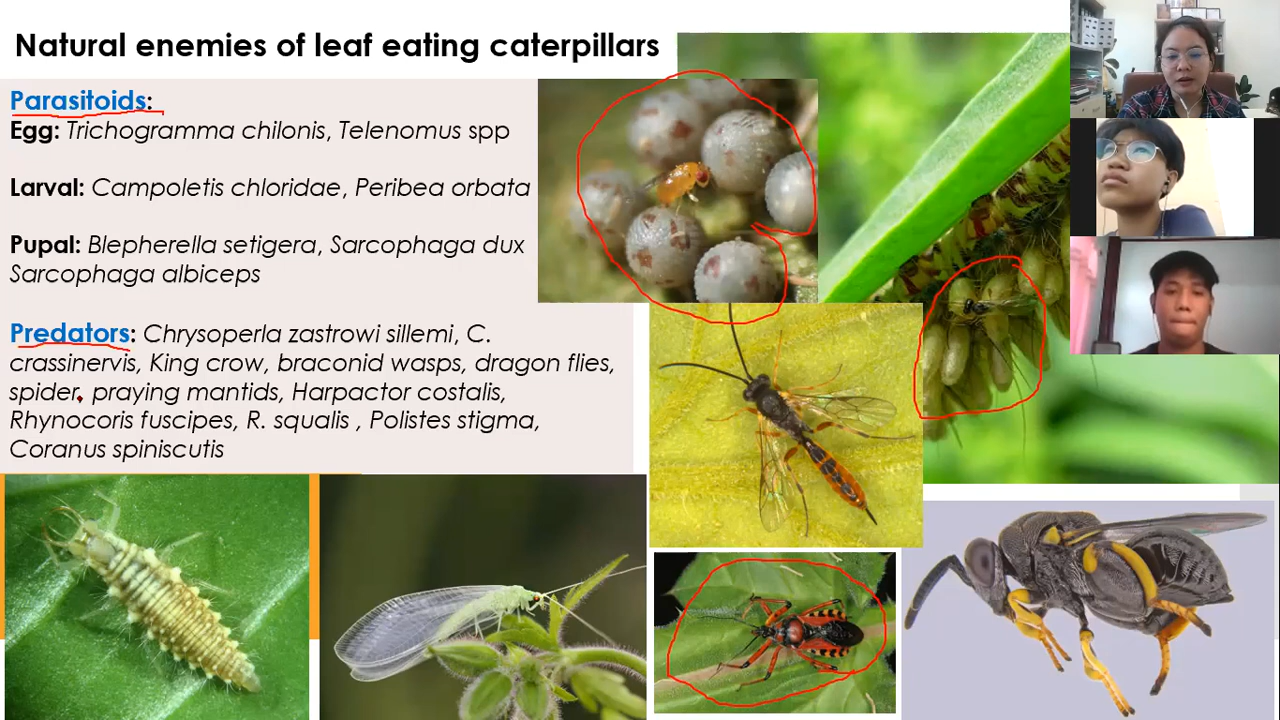 Natural enemies of leaf eating caterpillars
Parasitoids:
Egg: Trichogramma chilonis, Telenomus spp
Larval: Campoletis chloridae, Peribea orbata
Pupal: Blepherella setigera, Sarcophaga dux
Sarcophaga albiceps
Predators: Chrysoperla zastrowi sillemi, C.
crassinervis, King crow, braconid wasps, dragon flies,
spider, praying mantids, Harpactor costalis,
Rhynocoris fuscipes, R. squalis , Polistes stigma,
Coranus spiniscutis